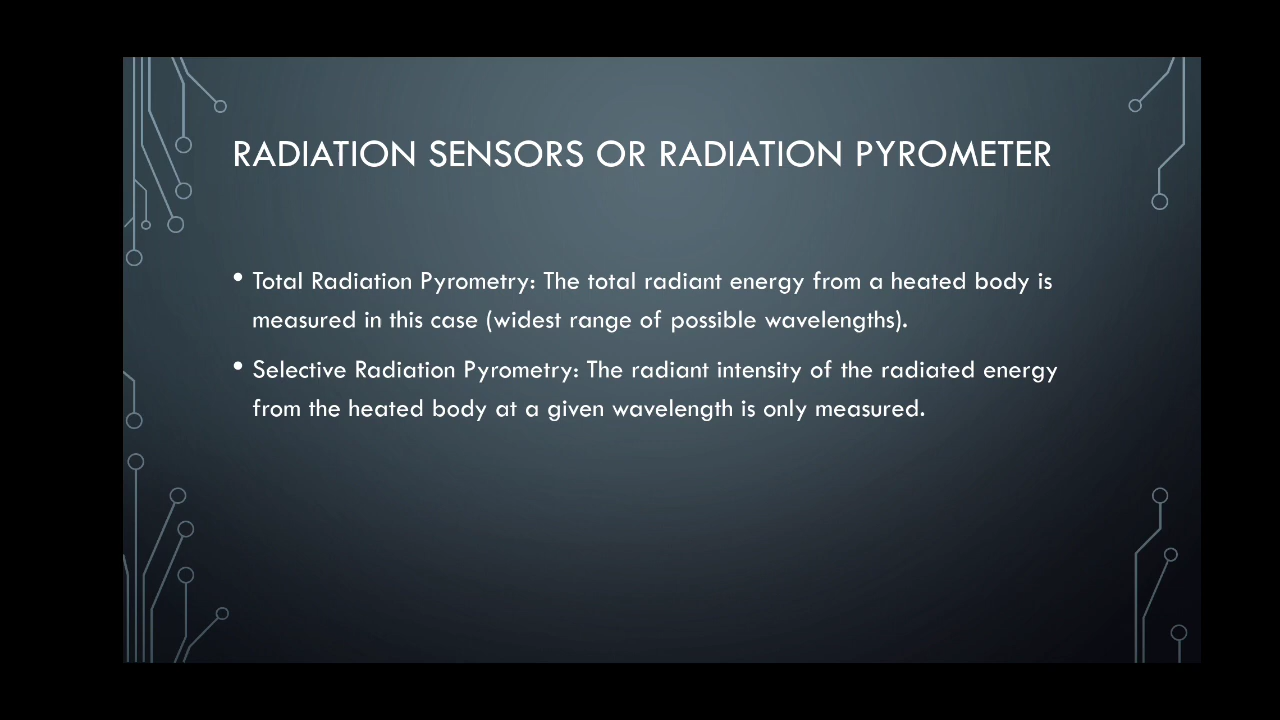 RADIATION SENSORS OR RADIATION PYROMETER
• Total Radiation Pyrometry: The total radiant energy from a heated body is
measured in this case (widest range of possible wavelengths).
• Selective Radiation Pyrometry: The radiant intensity of the radiated energy
from the heated body at a given wavelength is only measured.